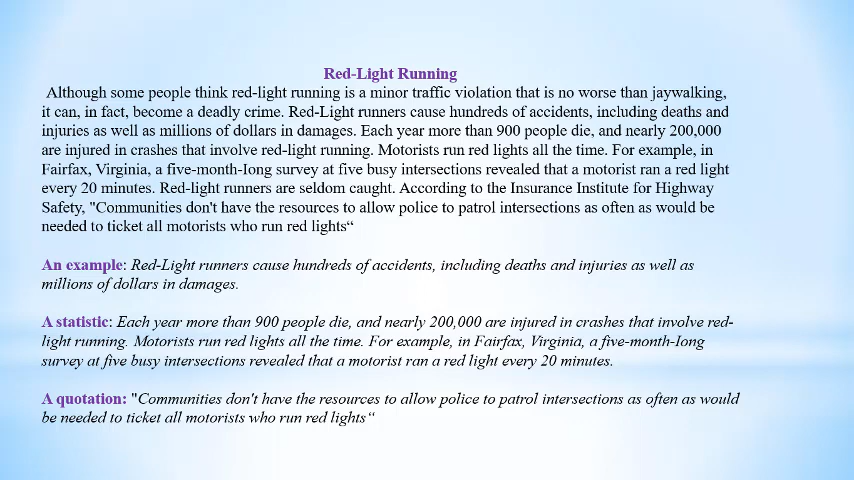 Red-Light Running
Although some people think red-light running is a minor traffic violation that is no worse than jaywalking,
it can, in fact, become a deadly crime. Red-Light runners cause hundreds of accidents, including deaths and
injuries as well as millions of dollars in damages. Each year more than 900 people die, and nearly 200,000
are injured in crashes that involve red-light running. Motorists run red lights all the time. For example, in
Fairfax, Virginia, a five-month-Iong survey at five busy intersections revealed that a motorist ran a red light
every 20 minutes. Red-light runners are seldom caught. According to the Insurance Institute for Highway
Safety, "Communities don't have the resources to allow police to patrol intersections as often as would be
needed to ticket all motorists who run red lights“
An example: Red-Light runners cause hundreds of accidents, including deaths and injuries as well as
millions of dollars in damages.
A statistic: Each year more than 900 people die, and nearly 200,000 are injured in crashes that involve red-
light running. Motorists run red lights all the time. For example, in Fairfax, Virginia, a five-month-Iong
survey at five busy intersections revealed that a motorist ran a red light every 20 minutes.
A quotation: "Communities don't have the resources to allow police to patrol intersections as often as would
be needed to ticket all motorists who run red lights“